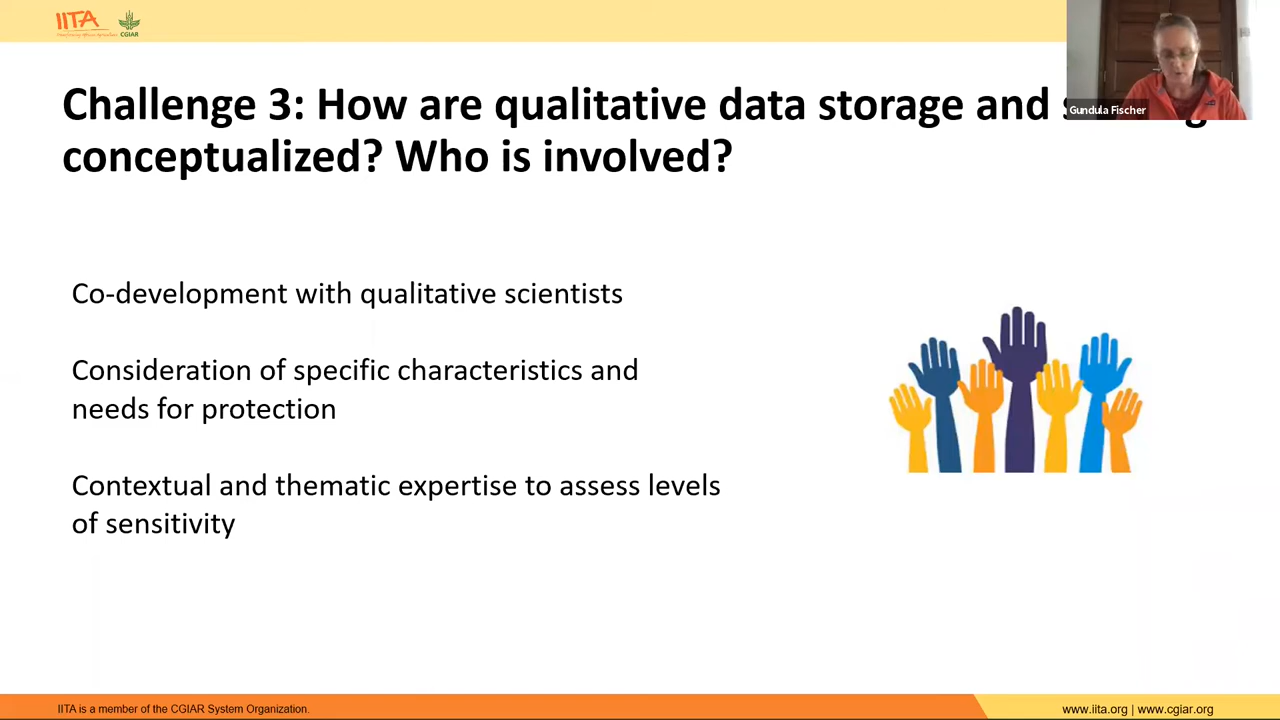 IITA
CGIAR
Gundula Fischer
Challenge 3: How are qualitative data storage and
conceptualized? Who is involved?
Co-development with qualitative scientists
Consideration of specific characteristics and
needs for protection
Contextual and thematic expertise to assess levels
of sensitivity
IITA is a member of the CGIAR System Organization.
www.iita.org | www.cgiar.org